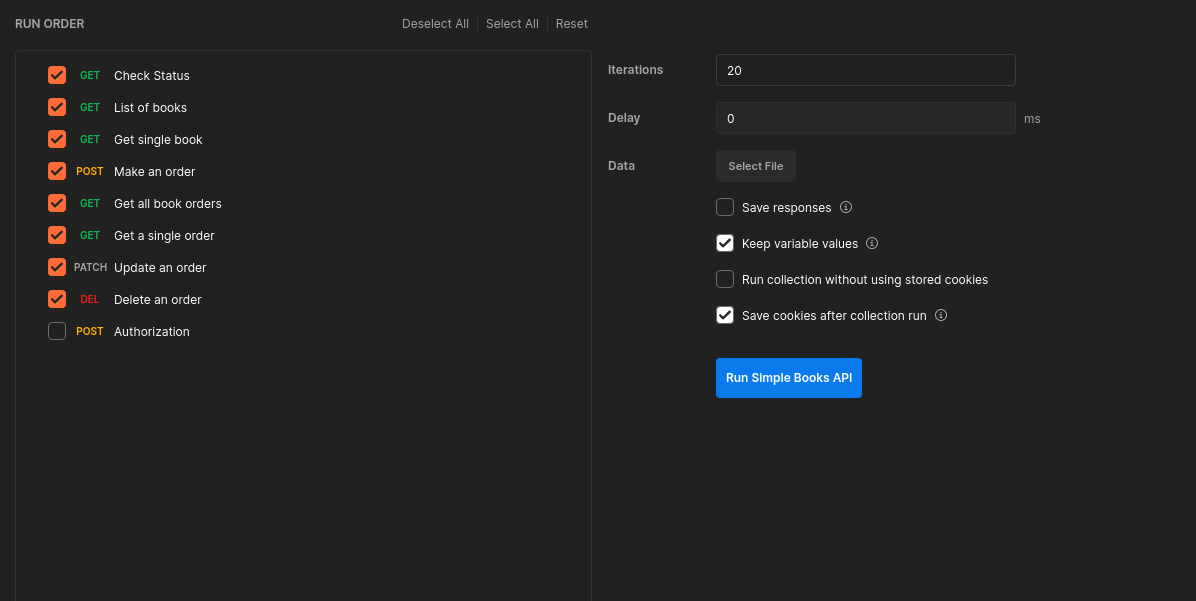 RUN ORDER
Deselect All
Select All
Reset
GET Check Status
GET List of books
GET Get single book
POST Make an order
GET Get all book orders
GET Get a single order
PATCH Update an order
DEL Delete an order
POST Authorization
Iterations 20
Delay 0 ms
Data Select File
Save responses
Keep variable values
Run collection without using stored cookies
Save cookies after collection run
Run Simple Books API